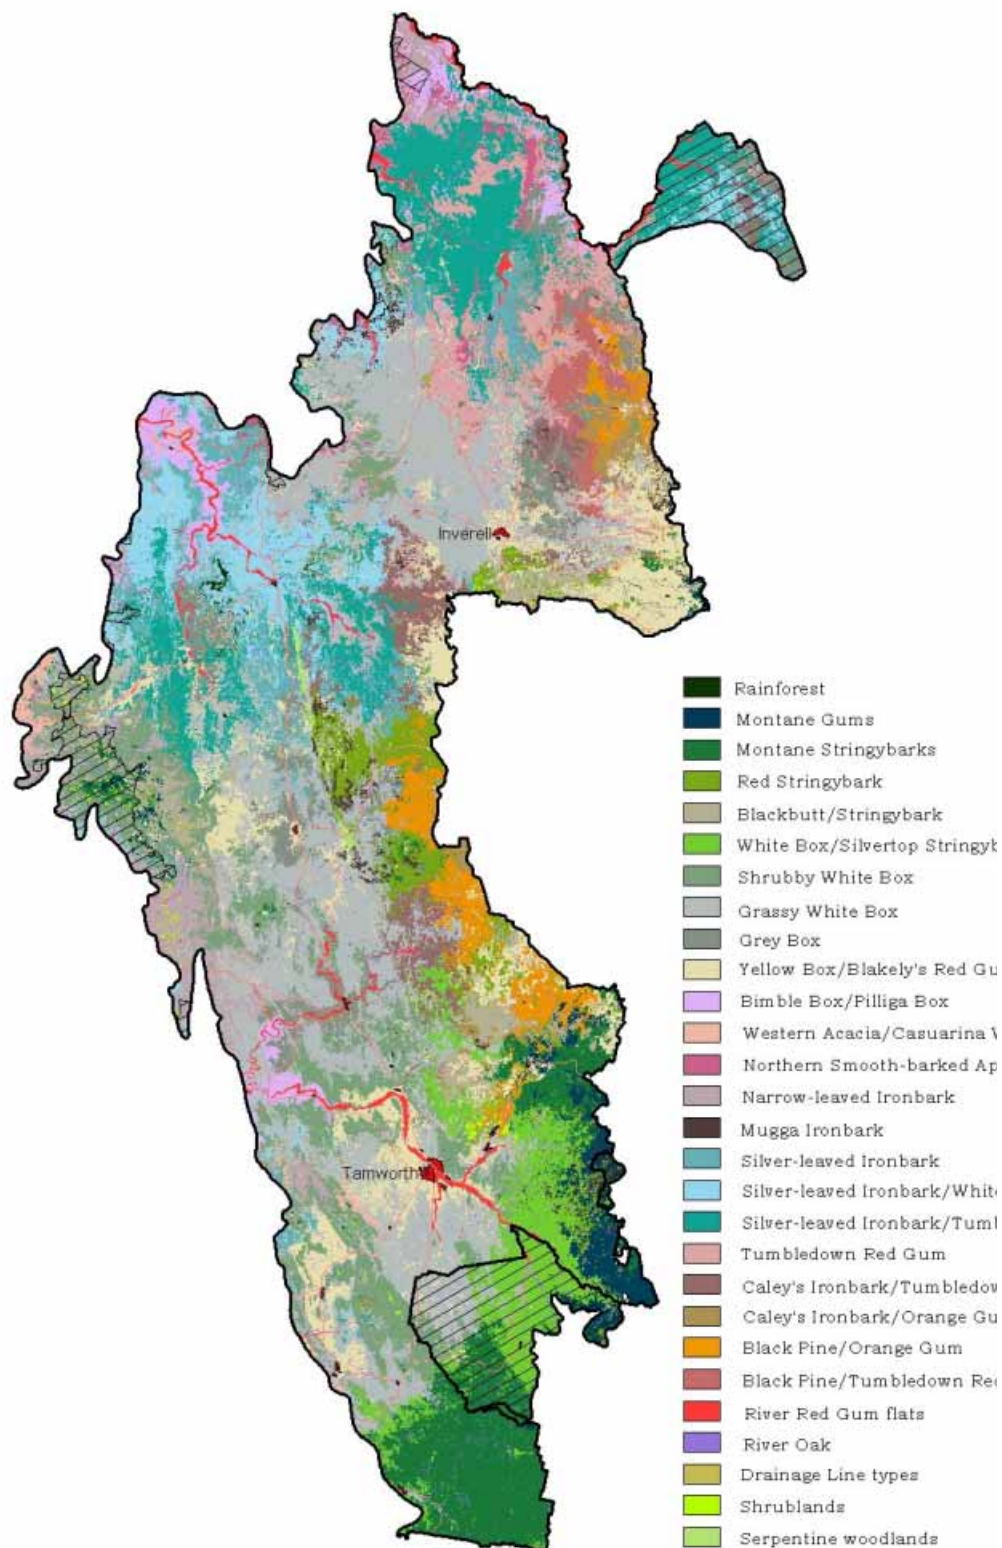 Inverell
Tamworth
Rainforest
Montane Gums
Montane Stringybarks
Red Stringybark
Blackbutt/Stringybark
White Box/Silvertop Stringyb
Shrubby White Box
Grassy White Box
Grey Box
Yellow Box/Blakely's Red Gu
Bimble Box/Pilliga Box
Western Acacia/Casuarina W
Northern Smooth-barked Ap
Narrow-leaved Ironbark
Mugga Ironbark
Silver-leaved Ironbark
Silver-leaved Ironbark/White
Silver-leaved Ironbark/Tumb
Tumbledown Red Gum
Caley's Ironbark/Tumbledow
Caley's Ironbark/Orange Gu
Black Pine/Orange Gum
Black Pine/Tumbledown Red
River Red Gum flats
River Oak
Drainage Line types
Shrublands
Serpentine woodlands